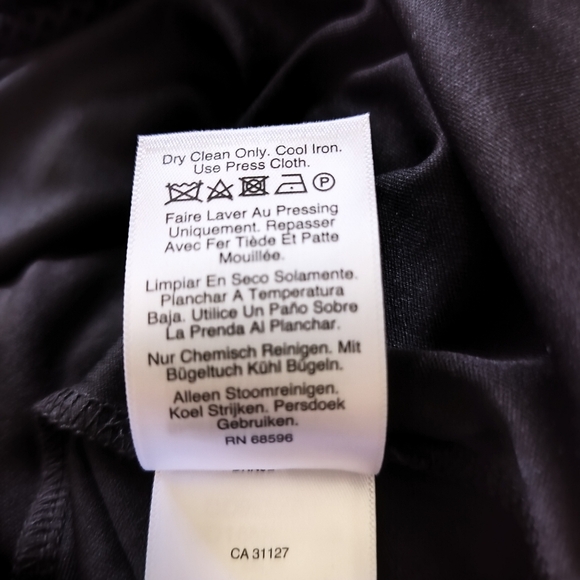 Dry Clean Only. Cool Iron.
Use Press Cloth.
P
Faire Laver Au Pressing
Uniquement. Repasser
Avec Fer Tiède Et Patte
Mouillée.
Limpiar En Seco Solamente.
Planchar A Temperatura
Baja. Utilice Un Paño Sobre
La Prenda Al Planchar.
Nur Chemisch Reinigen. Mit
Bügeltuch Kühl Bügeln.
Alleen Stoomreinigen.
Koel Strijken. Persdoek
Gebruiken.
RN 68596
CA 31127